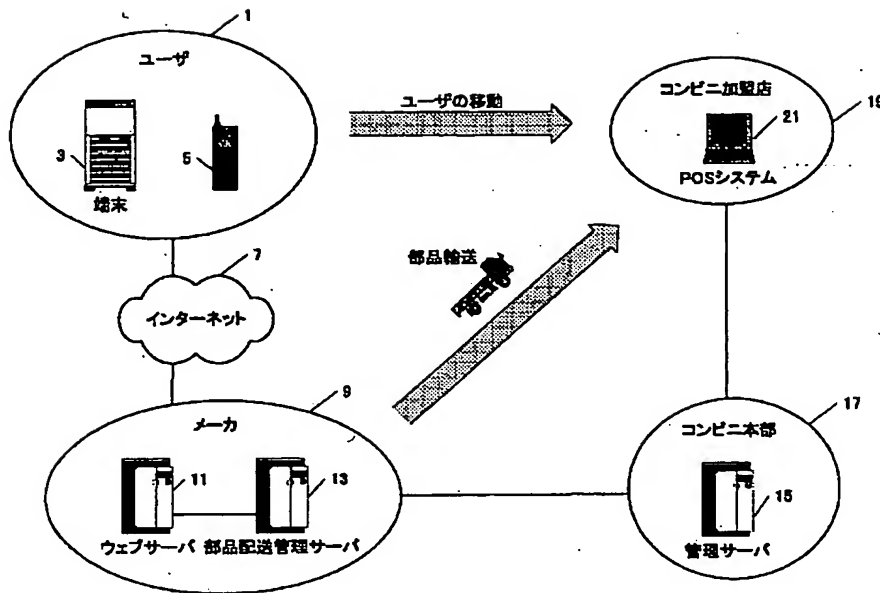 1
ユーザ
3
5
端末
ユーザの移動
コンビニ加盟店
19
21
POSシステム
7
インターネット
部品輸送
9
メーカ
11
13
ウェブサーバ
部品配送管理サーバ
17
コンビニ本部
15
管理サーバ